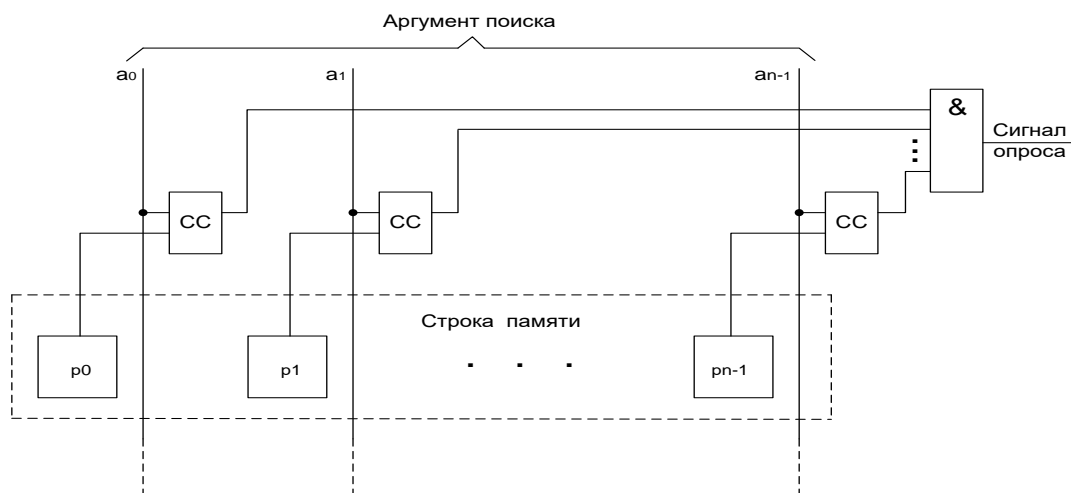 Аргумент поиска
a0 a1 an-1
&
Сигнал
опроса
CC CC CC
Строка памяти
p0 p1 . . . pn-1